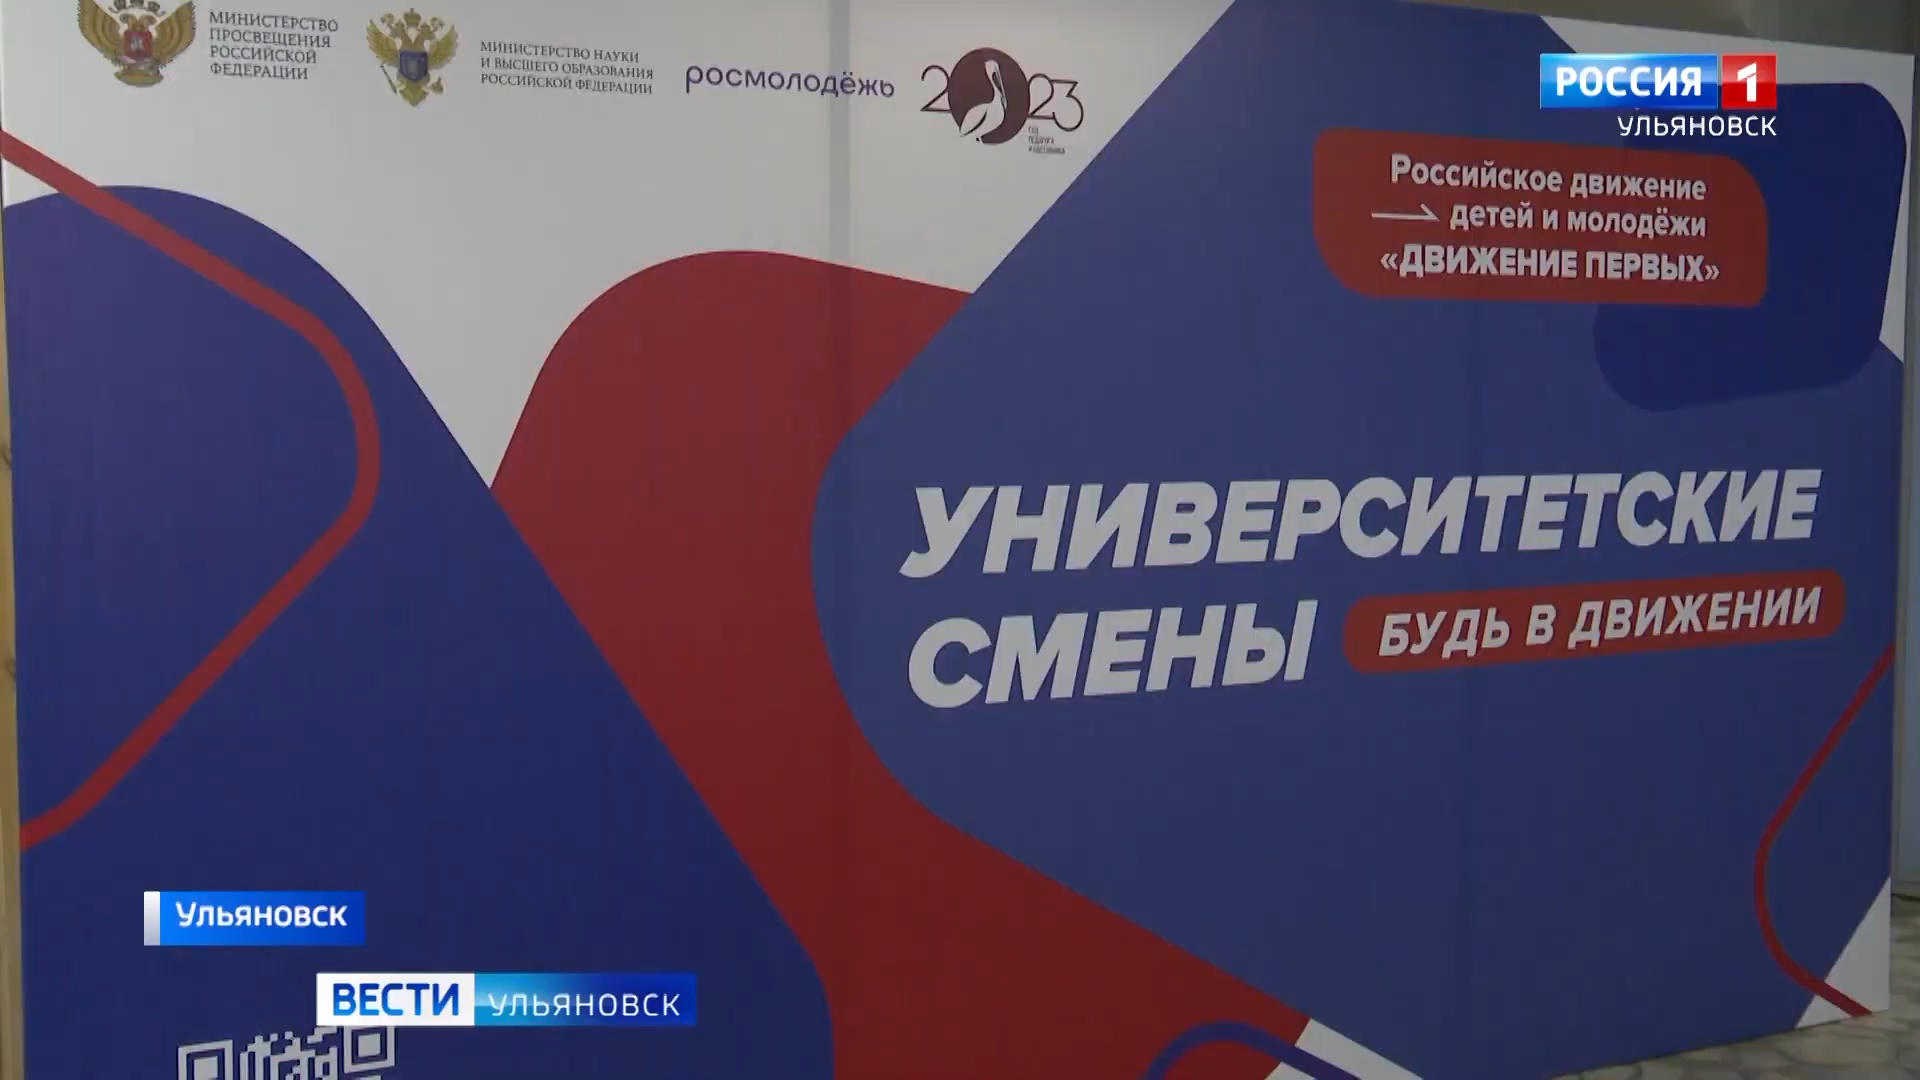 МИНИСТЕРСТВО
ПРОСВЕЩЕНИЯ
РОССИЙСКОЙ
ФЕДЕРАЦИИ
МИНИСТЕРСТВО НАУКИ
И ВЫСШЕГО ОБРАЗОВАНИЯ
РОССИЙСКОЙ ФЕДЕРАЦИИ
росмолодёжь
2023
РОССИЯ 1
УЛЬЯНОВСК
Российское движение
детей и молодёжи
«ДВИЖЕНИЕ ПЕРВЫХ»
УНИВЕРСИТЕТСКИЕ
СМЕНЫ
БУДЬ В ДВИЖЕНИИ
Ульяновск
ВЕСТИ УЛЬЯНОВСК